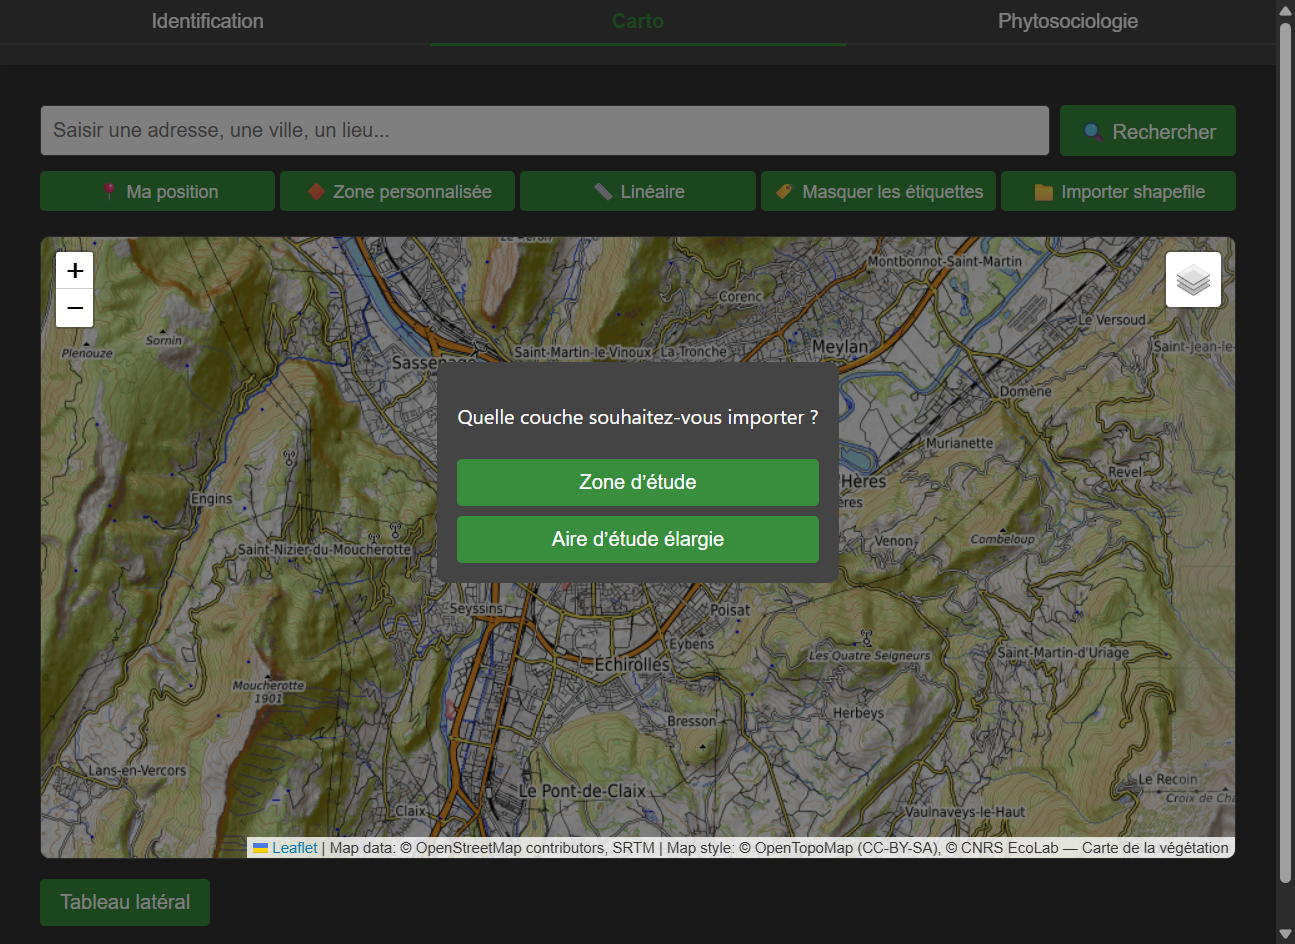 Identification
Carto
Phytosociologie
Saisir une adresse, une ville, un lieu...
Rechercher
Ma position
Zone personnalisée
Linéaire
Masquer les étiquettes
Importer shapefile
+
−
Montbonnot-Saint-Martin
Corenc
Le Versoud
Sornin
Plenouze
Saint-Martin-le-Vinoux
La Tronche
Meylan
Saint-Jean-le-
Domène
Quelle couche souhaitez-vous importer ?
Murianette
Revel
Zone d'étude
'Hères
Engins
Aire d'étude élargie
Combeloup
Venon
Saint-Nizier-du-Moucherotte
Seyssins
Poisat
Eybens
Échirolles
Les Quatre Seigneurs
Saint-Martin-d'Uriage
Moucherotte
1901
Bresson
Herbeys
Lans-en-Vercors
Le Recoin
Le Pont-de-Claix
Croix de Cha
Claix
Vaulnaveys-le-Haut
Leaflet | Map data: © OpenStreetMap contributors, SRTM | Map style: © OpenTopoMap (CC-BY-SA), © CNRS EcoLab — Carte de la végétation
Tableau latéral